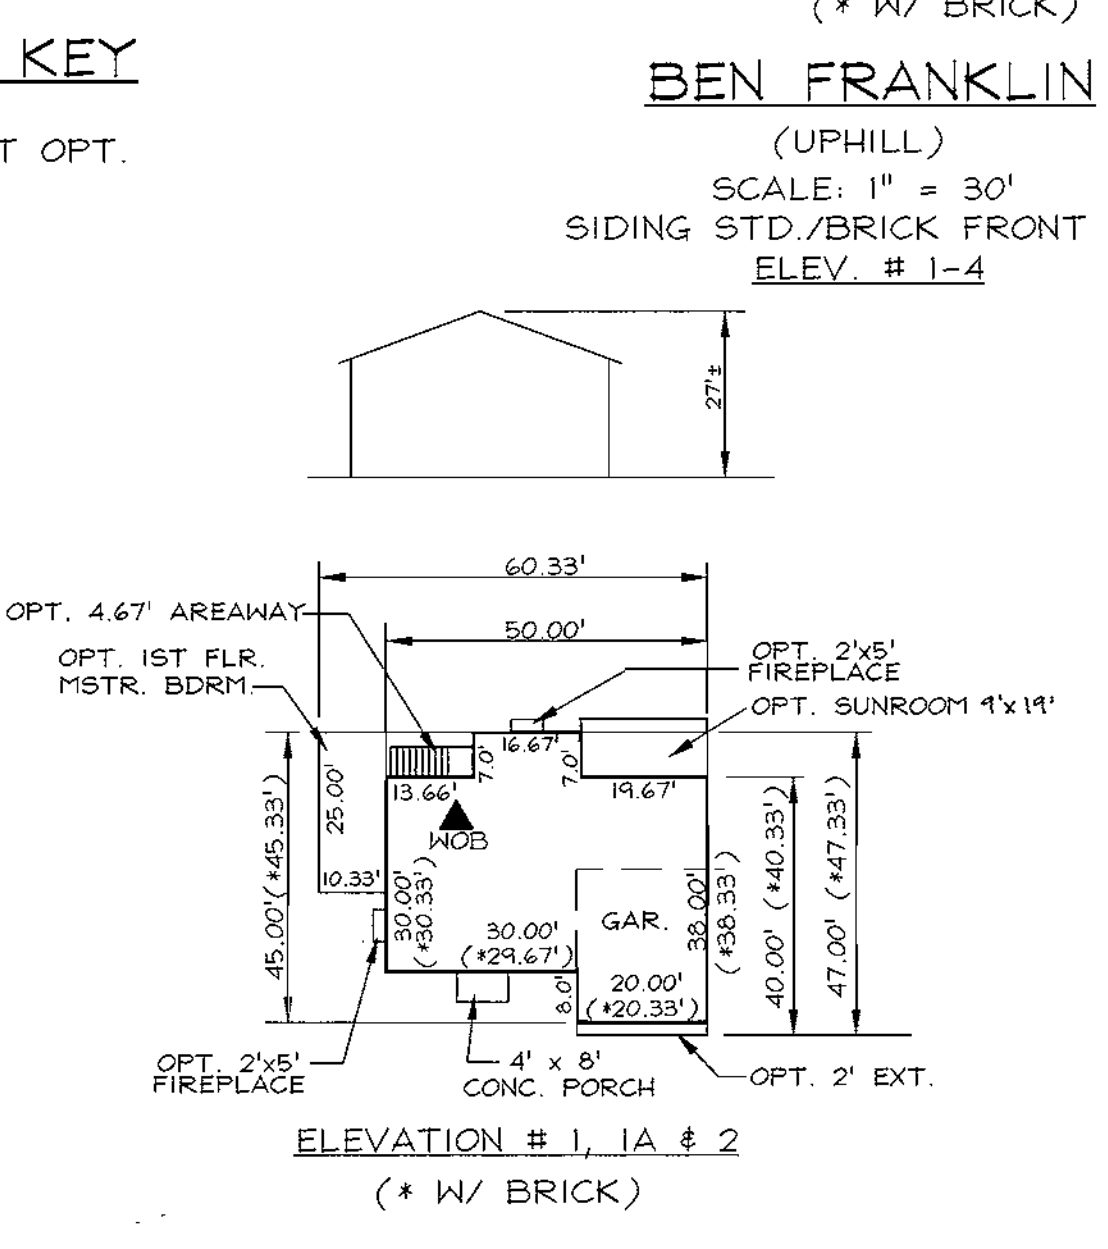 (* W/ BRICK)
KEY
BEN FRANKLIN
T OPT.
(UPHILL)
SCALE: 1" = 30'
SIDING STD./BRICK FRONT
ELEV. # 1-4
27'±
60.33'
OPT. 4.67' AREAWAY
50.00'
OPT. 1ST FLR.
MSTR. BDRM.
OPT. 2'x5'
FIREPLACE
OPT. SUNROOM 9'x19'
16.67'
7.0'
7.0'
13.66'
19.67'
WOB
25.00'
10.33'
45.00'(*45.33')
30.00'
(*30.33')
GAR.
30.00'
(*29.67')
38.00'
(*38.33')
40.00' (*40.33')
47.00' (*47.33')
8.0'
20.00'
(*20.33')
OPT. 2'x5'
FIREPLACE
4' x 8'
CONC. PORCH
OPT. 2' EXT.
ELEVATION # 1, 1A & 2
(* W/ BRICK)